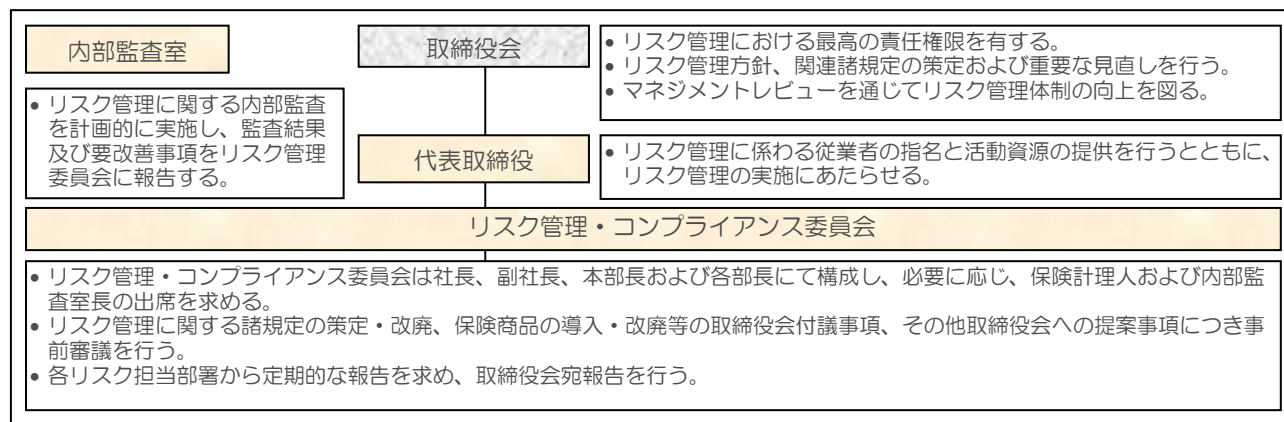 内部監査室
• リスク管理に関する内部監査
を計画的に実施し、監査結果
及び要改善事項をリスク管理
委員会に報告する。
取締役会
• リスク管理における最高の責任権限を有する。
• リスク管理方針、関連諸規定の策定および重要な見直しを行う。
• マネジメントレビューを通じてリスク管理体制の向上を図る。
代表取締役
• リスク管理に係わる従業者の指名と活動資源の提供を行うとともに、
リスク管理の実施にあたらせる。
リスク管理・コンプライアンス委員会
• リスク管理・コンプライアンス委員会は社長、副社長、本部長および各部長にて構成し、必要に応じ、保険計理人および内部監
査室長の出席を求める。
• リスク管理に関する諸規定の策定・改廃、保険商品の導入・改廃等の取締役会付議事項、その他取締役会への提案事項につき事
前審議を行う。
• 各リスク担当部署から定期的な報告を求め、取締役会宛報告を行う。